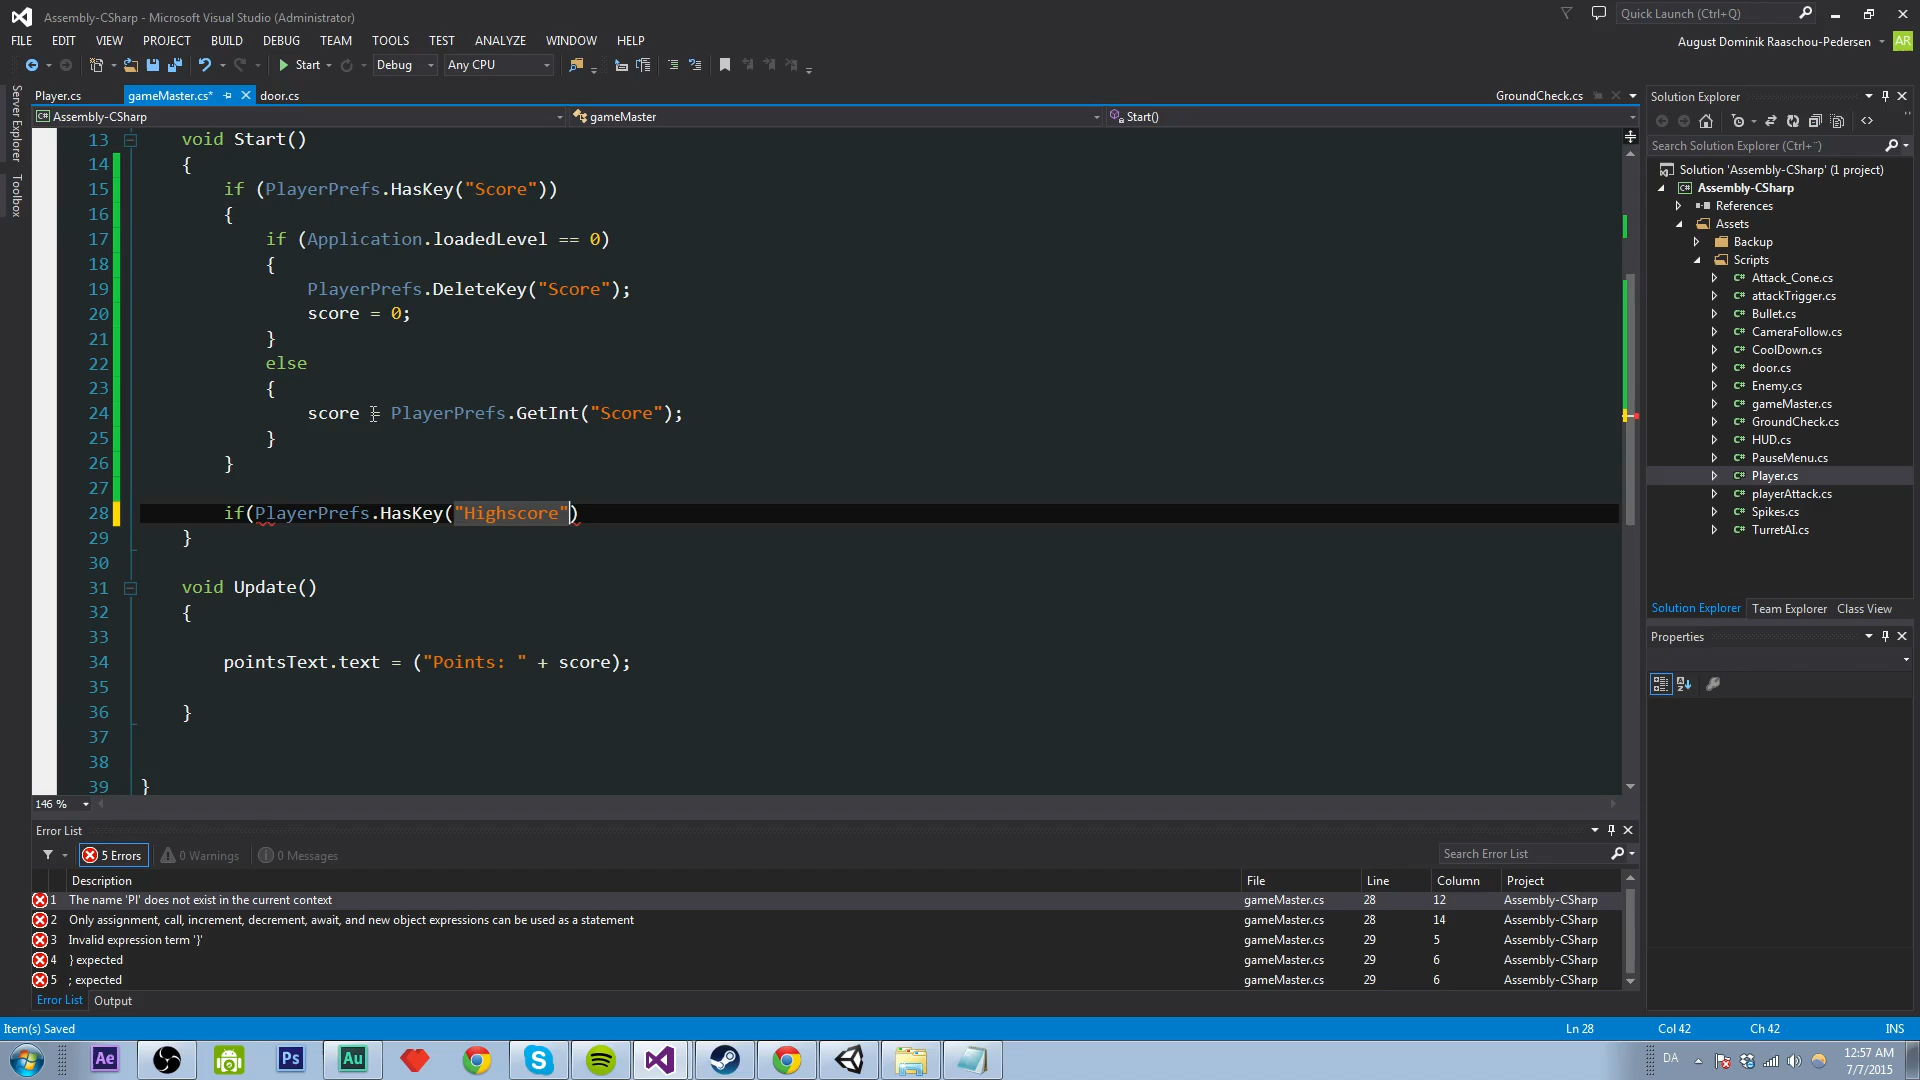 Assembly-CSharp - Microsoft Visual Studio (Administrator)
Quick Launch (Ctrl+Q)
FILE EDIT VIEW PROJECT BUILD DEBUG TEAM TOOLS TEST ANALYZE WINDOW HELP
August Dominik Raaschou-Pedersen AR
Start Debug Any CPU
Server Explorer
Toolbox
Player.cs gameMaster.cs* door.cs GroundCheck.cs
Assembly-CSharp gameMaster Start()
13 void Start()
14 {
15 if (PlayerPrefs.HasKey("Score"))
16 {
17 if (Application.loadedLevel == 0)
18 {
19 PlayerPrefs.DeleteKey("Score");
20 score = 0;
21 }
22 else
23 {
24 score = PlayerPrefs.GetInt("Score");
25 }
26 }
27
28 if(PlayerPrefs.HasKey("Highscore")
29 }
30
31 void Update()
32 {
33
34 pointsText.text = ("Points: " + score);
35
36 }
37
38
39 }
146 %
Solution Explorer
Search Solution Explorer (Ctrl+¨)
Solution 'Assembly-CSharp' (1 project)
Assembly-CSharp
References
Assets
Backup
Scripts
Attack_Cone.cs
attackTrigger.cs
Bullet.cs
CameraFollow.cs
CoolDown.cs
door.cs
Enemy.cs
gameMaster.cs
GroundCheck.cs
HUD.cs
PauseMenu.cs
Player.cs
playerAttack.cs
Spikes.cs
TurretAI.cs
Solution Explorer Team Explorer Class View
Properties
Error List
5 Errors 0 Warnings 0 Messages
Search Error List
Description File Line Column Project
1 The name 'Pl' does not exist in the current context gameMaster.cs 28 12 Assembly-CSharp
2 Only assignment, call, increment, decrement, await, and new object expressions can be used as a statement gameMaster.cs 28 14 Assembly-CSharp
3 Invalid expression term '}' gameMaster.cs 29 5 Assembly-CSharp
4 } expected gameMaster.cs 29 6 Assembly-CSharp
5 ; expected gameMaster.cs 29 6 Assembly-CSharp
Error List Output
Item(s) Saved Ln 28 Col 42 Ch 42 INS
Ae Ps Au
DA
12:57 AM
7/7/2015